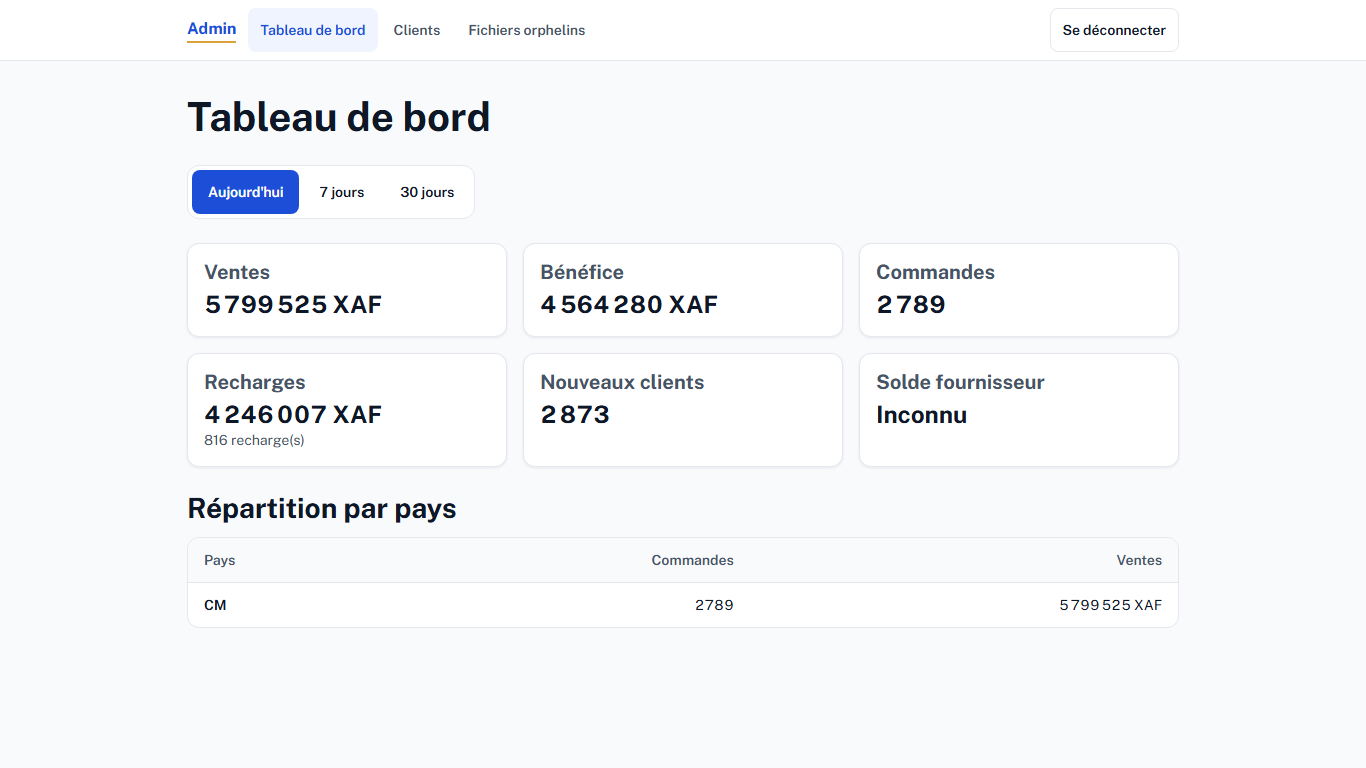 Admin Tableau de bord Clients Fichiers orphelins Se déconnecter
Tableau de bord
Aujourd'hui 7 jours 30 jours
Ventes Bénéfice Commandes
5 799 525 XAF 4 564 280 XAF 2 789
Recharges Nouveaux clients Solde fournisseur
4 246 007 XAF 2 873 Inconnu
816 recharge(s)
Répartition par pays
Pays Commandes Ventes
CM 2789 5 799 525 XAF